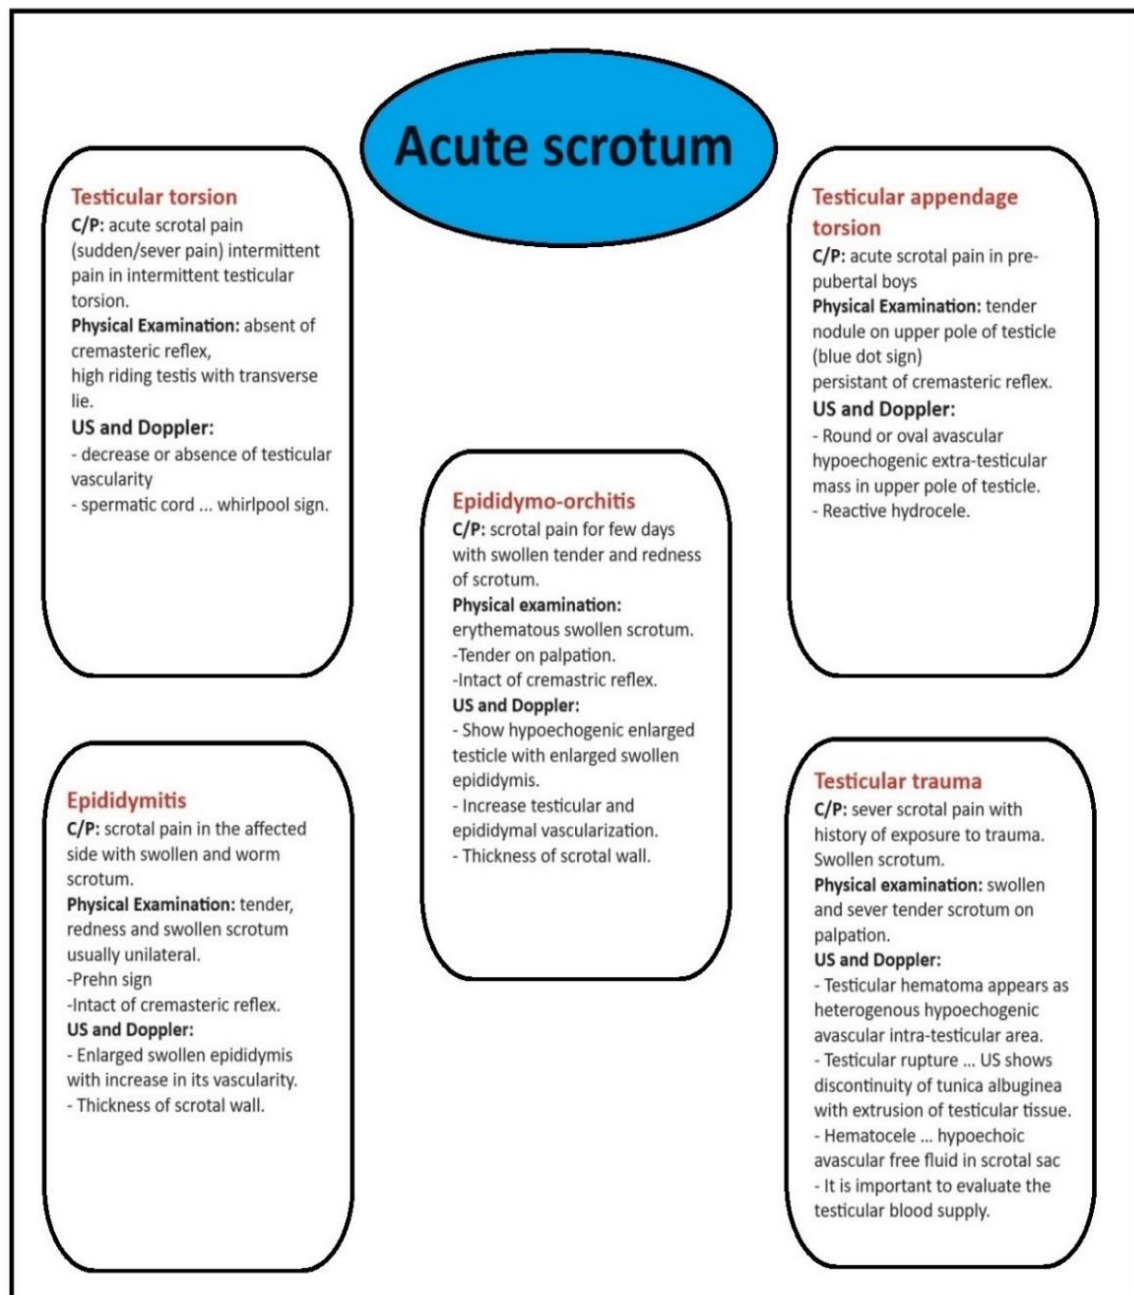 Acute scrotum
Testicular torsion
C/P: acute scrotal pain
(sudden/sever pain) intermittent
pain in intermittent testicular
torsion.
Physical Examination: absent of
cremasteric reflex,
high riding testis with transverse
lie.
US and Doppler:
- decrease or absence of testicular
vascularity
- spermatic cord ... whirlpool sign.
Testicular appendage
torsion
C/P: acute scrotal pain in pre-
pubertal boys
Physical Examination: tender
nodule on upper pole of testicle
(blue dot sign)
persistant of cremasteric reflex.
US and Doppler:
- Round or oval avascular
hypoechogenic extra-testicular
mass in upper pole of testicle.
- Reactive hydrocele.
Epididymo-orchitis
C/P: scrotal pain for few days
with swollen tender and redness
of scrotum.
Physical examination:
erythematous swollen scrotum.
-Tender on palpation.
-Intact of cremastric reflex.
US and Doppler:
- Show hypoechogenic enlarged
testicle with enlarged swollen
epididymis.
- Increase testicular and
epididymal vascularization.
- Thickness of scrotal wall.
Epididymitis
C/P: scrotal pain in the affected
side with swollen and worm
scrotum.
Physical Examination: tender,
redness and swollen scrotum
usually unilateral.
-Prehn sign
-Intact of cremasteric reflex.
US and Doppler:
- Enlarged swollen epididymis
with increase in its vascularity.
- Thickness of scrotal wall.
Testicular trauma
C/P: sever scrotal pain with
history of exposure to trauma.
Swollen scrotum.
Physical examination: swollen
and sever tender scrotum on
palpation.
US and Doppler:
- Testicular hematoma appears as
heterogenous hypoechogenic
avascular intra-testicular area.
- Testicular rupture ... US shows
discontinuity of tunica albuginea
with extrusion of testicular tissue.
- Hematocele ... hypoechoic
avascular free fluid in scrotal sac
- It is important to evaluate the
testicular blood supply.